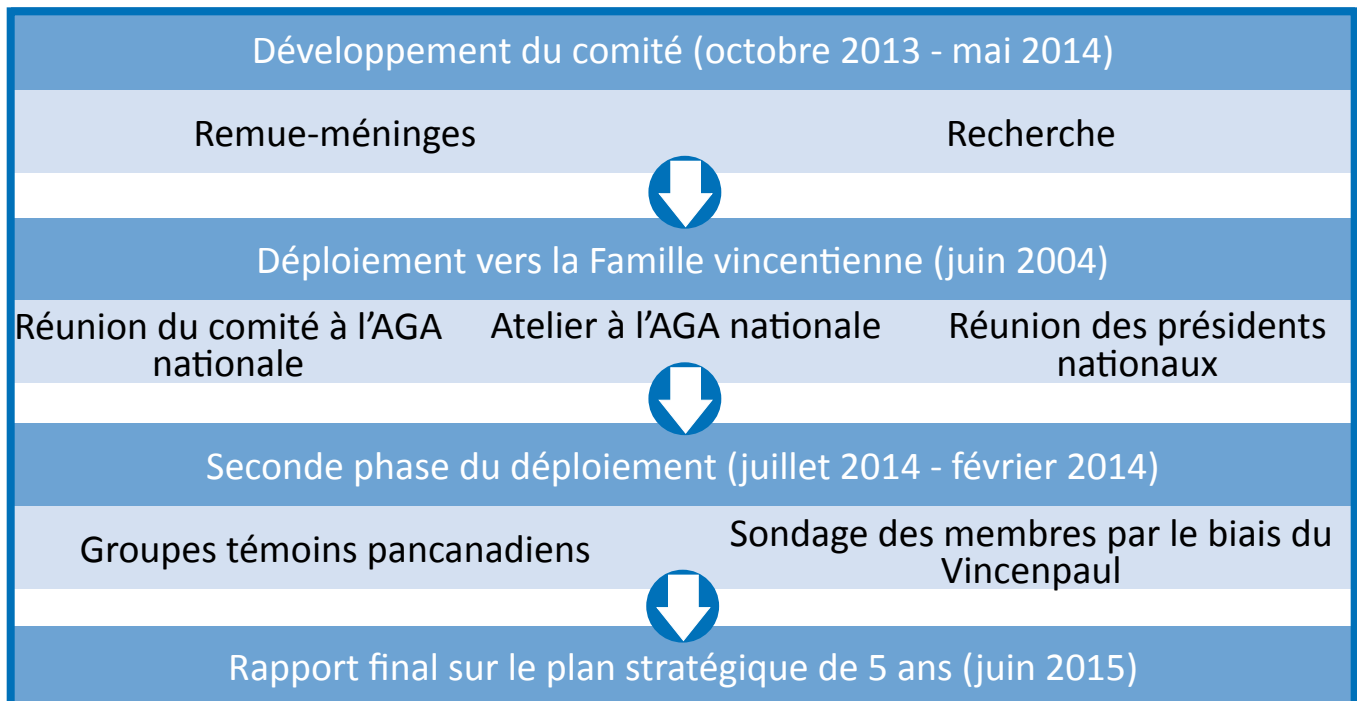 Développement du comité (octobre 2013 - mai 2014)
Remue-méninges
Recherche
Déploiement vers la Famille vincentienne (juin 2004)
Réunion du comité à l’AGA
nationale
Atelier à l’AGA nationale
Réunion des présidents
nationaux
Seconde phase du déploiement (juillet 2014 - février 2014)
Groupes témoins pancanadiens
Sondage des membres par le biais du
Vincenpaul
Rapport final sur le plan stratégique de 5 ans (juin 2015)